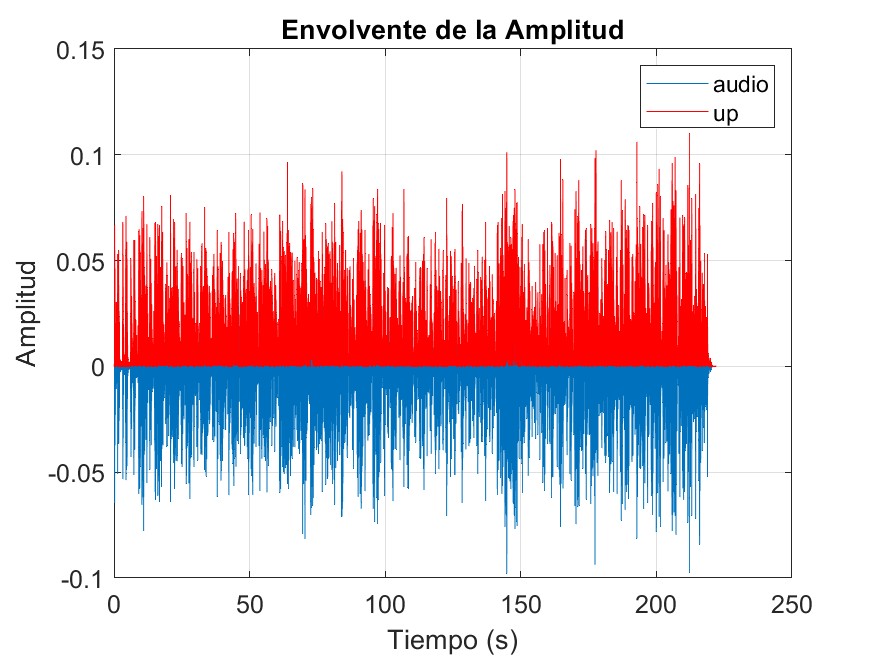 Envolvente de la Amplitud
0.15
0.1
0.05
0
-0.05
-0.1
Amplitud
audio
up
0 50 100 150 200 250
Tiempo (s)